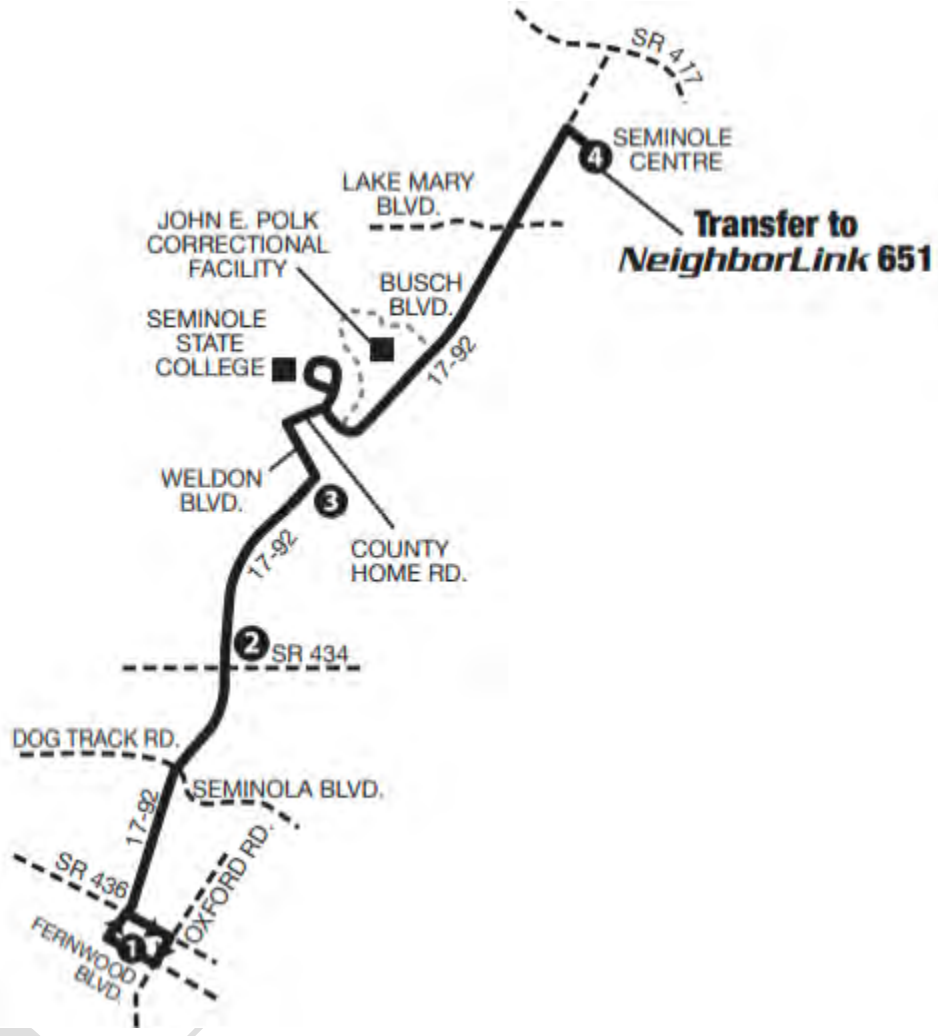 SR 417
4
SEMINOLE
CENTRE
LAKE MARY
BLVD.
Transfer to
NeighborLink 651
JOHN E. POLK
CORRECTIONAL
FACILITY
BUSCH
BLVD.
SEMINOLE
STATE
COLLEGE
17-92
WELDON
BLVD.
3
17-92
COUNTY
HOME RD.
2
SR 434
DOG TRACK RD.
SEMINOLA BLVD.
17-92
OXFORD RD.
SR 436
1
FERNWOOD
BLVD.